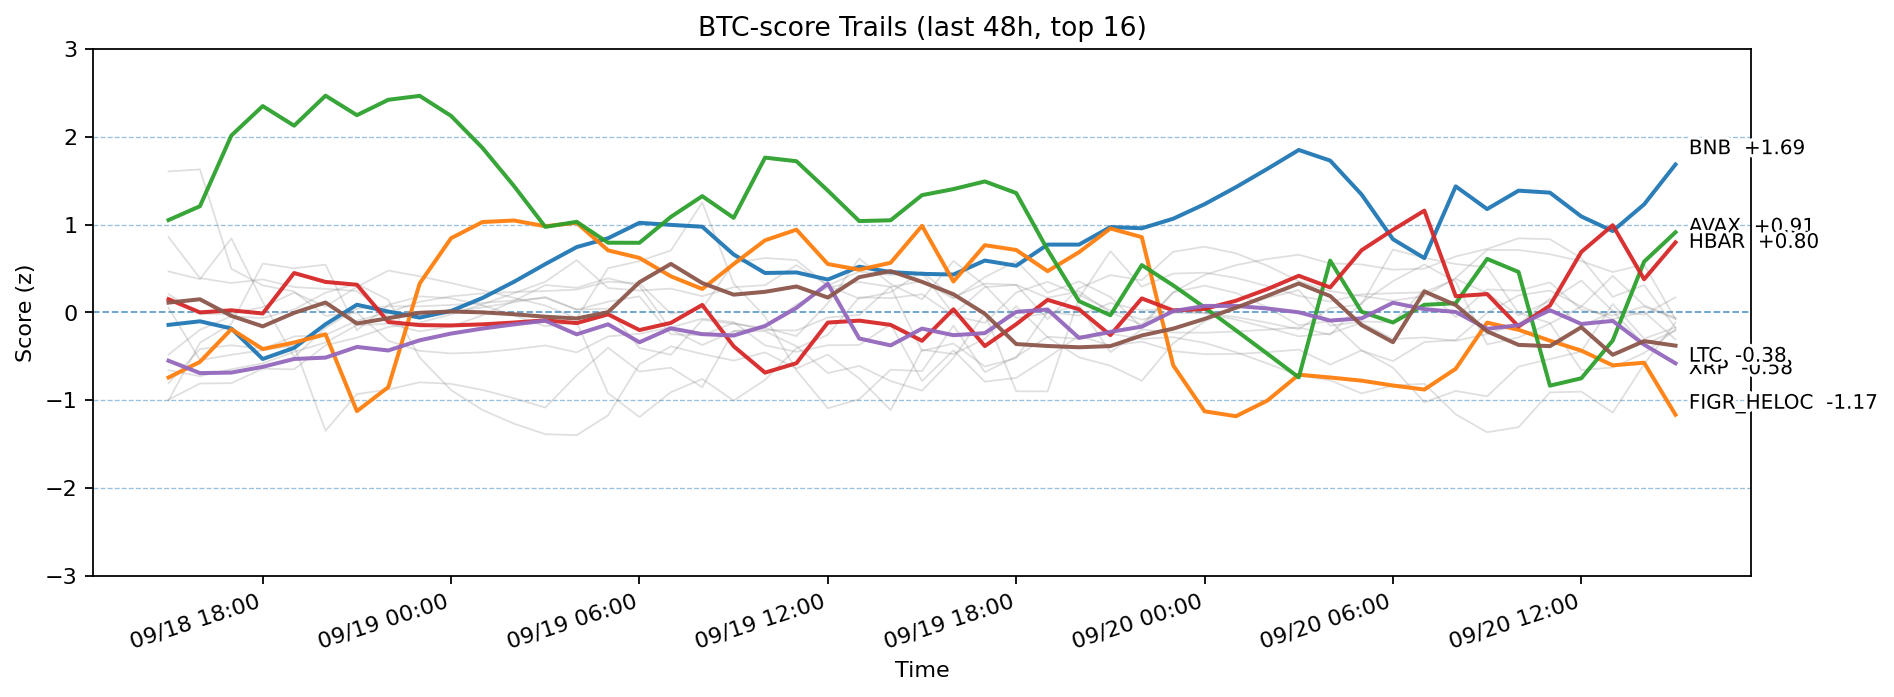 BTC-score Trails (last 48h, top 16)
3
2
1
0
−1
−2
−3
Score (z)
BNB +1.69
AVAX +0.91
HBAR +0.80
LTC -0.38
XRP -0.58
FIGR_HELOC -1.17
09/18 18:00
09/19 00:00
09/19 06:00
09/19 12:00
09/19 18:00
09/20 00:00
09/20 06:00
09/20 12:00
Time